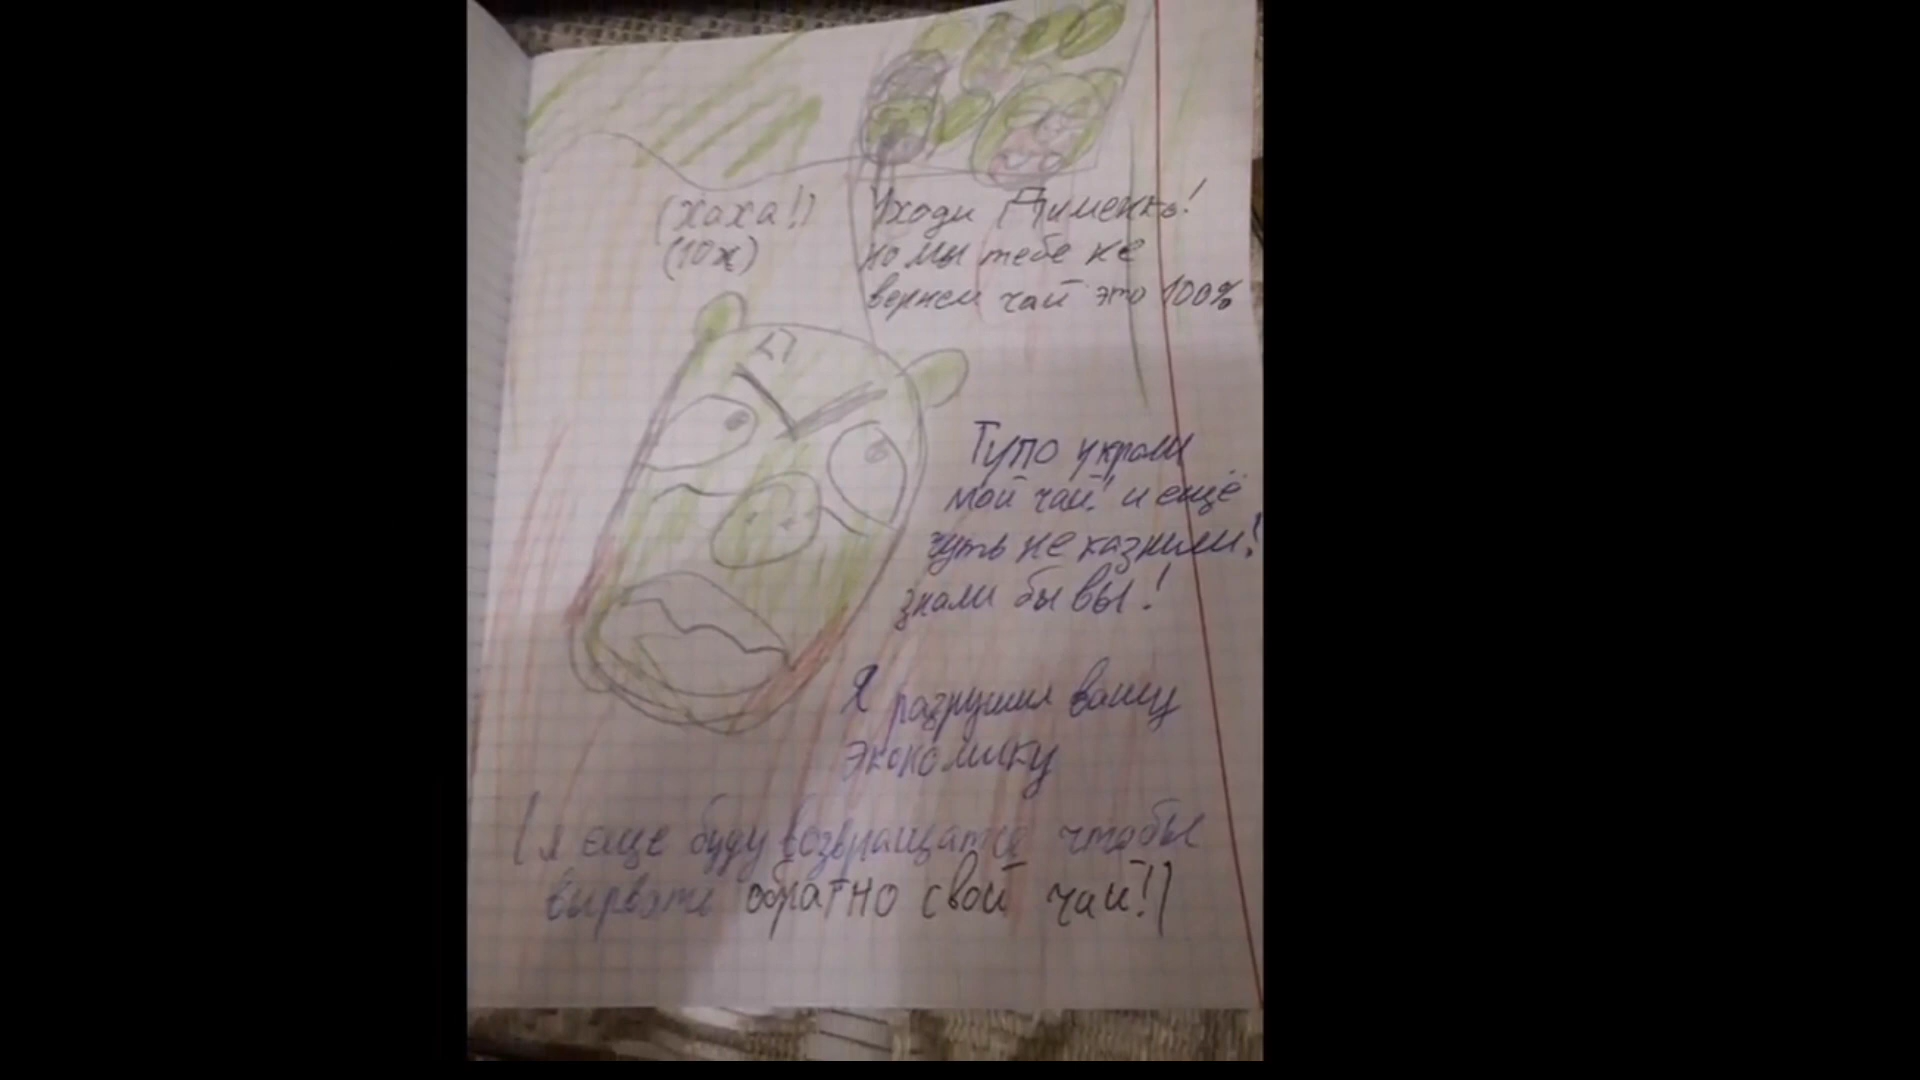 (хаха!)
(10х)
Уходи Дименко!
но мы тебе не
вернем чай это 100%
Тупо украли
мой чай! и ещё
чуть не казнили!
знали бы вы!
Я разрушил вашу
экономику
(я еще буду возвращатся чтобы
вырвать обратно свой чай!)